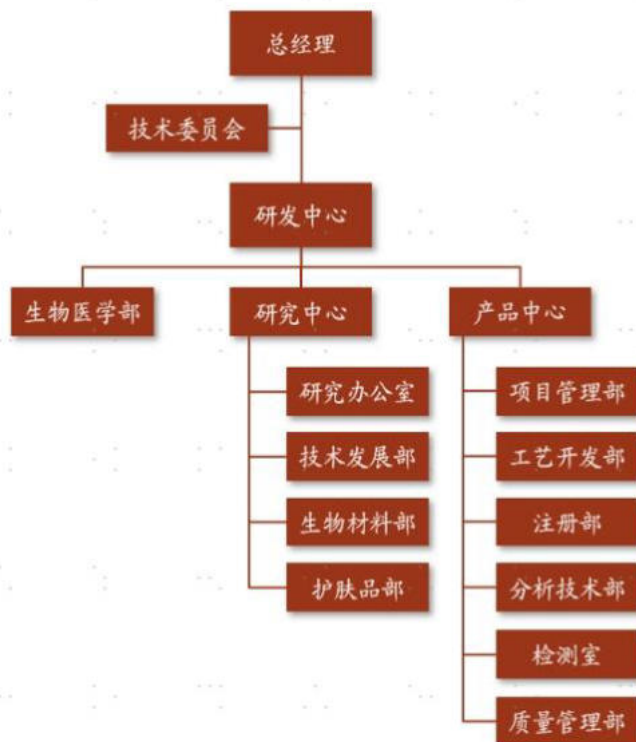 总经理
技术委员会
研发中心
生物医学部
研究中心
产品中心
研究办公室
技术发展部
生物材料部
护肤品部
项目管理部
工艺开发部
注册部
分析技术部
检测室
质量管理部